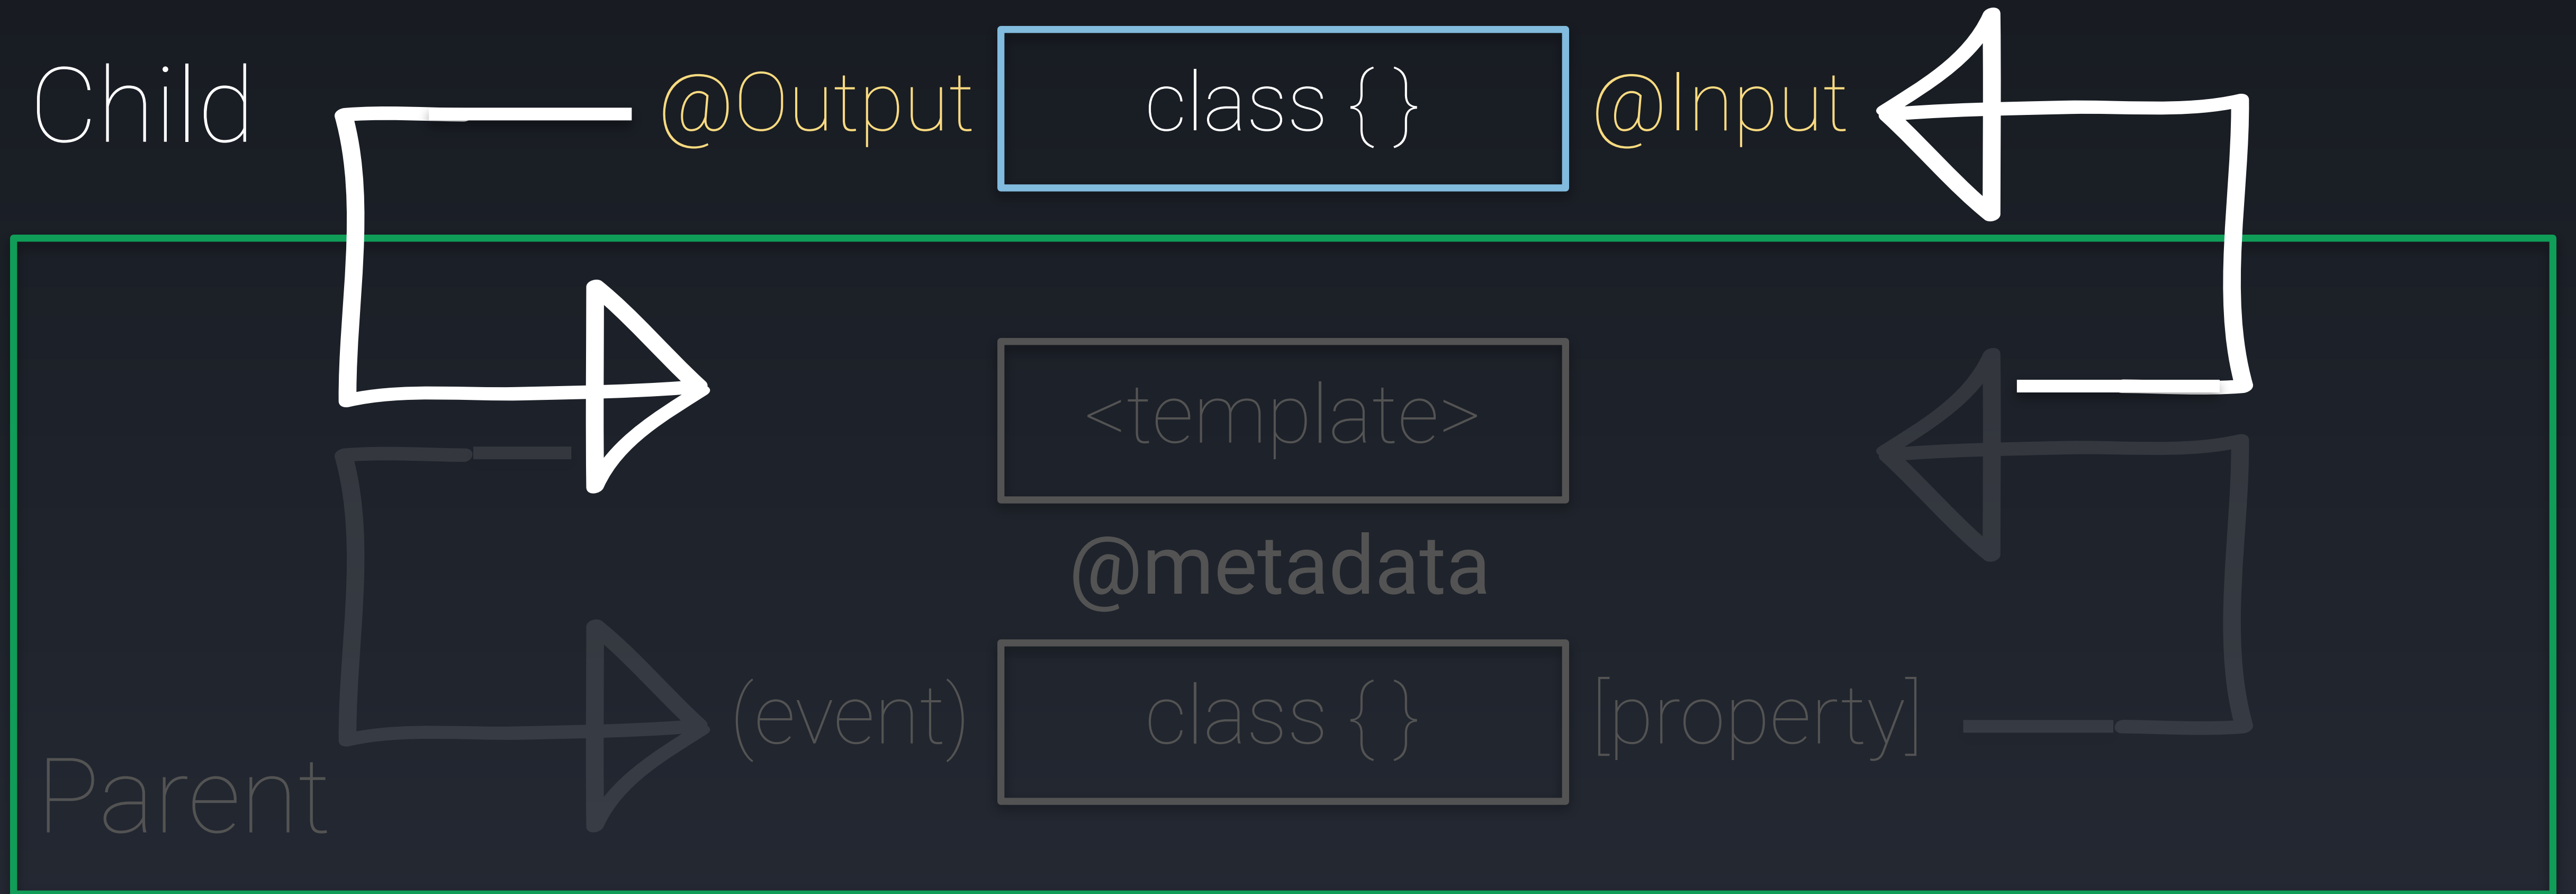 Child
@Output
class { }
@Input
<template>
@metadata
(event)
class { }
[property]
Parent